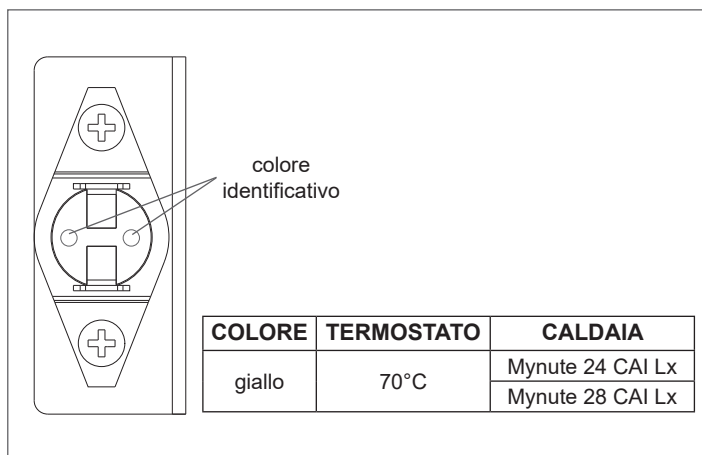 colore
identificativo
COLORE TERMOSTATO CALDAIA
giallo 70°C Mynute 24 CAI Lx
Mynute 28 CAI Lx